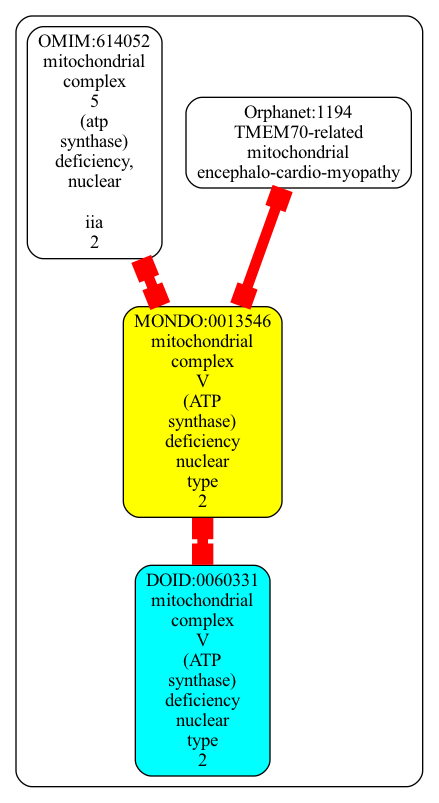 OMIM:614052
mitochondrial
complex
5
(atp
synthase)
deficiency,
nuclear
iia
2
Orphanet:1194
TMEM70-related
mitochondrial
encephalo-cardio-myopathy
MONDO:0013546
mitochondrial
complex
V
(ATP
synthase)
deficiency
nuclear
type
2
DOID:0060331
mitochondrial
complex
V
(ATP
synthase)
deficiency
nuclear
type
2